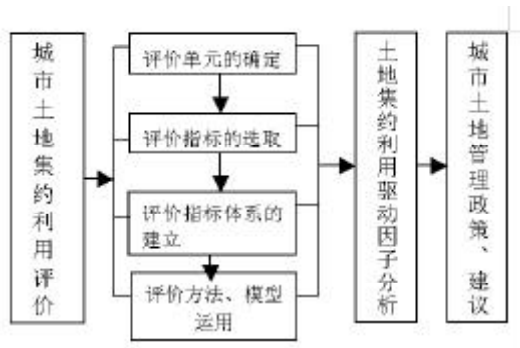 城市土地集约利用评价
评价单元的确定
评价指标的选取
评价指标体系的
建立
评价方法、模型
运用
土地集约利用驱动因子分析
城市土地管理政策、建议